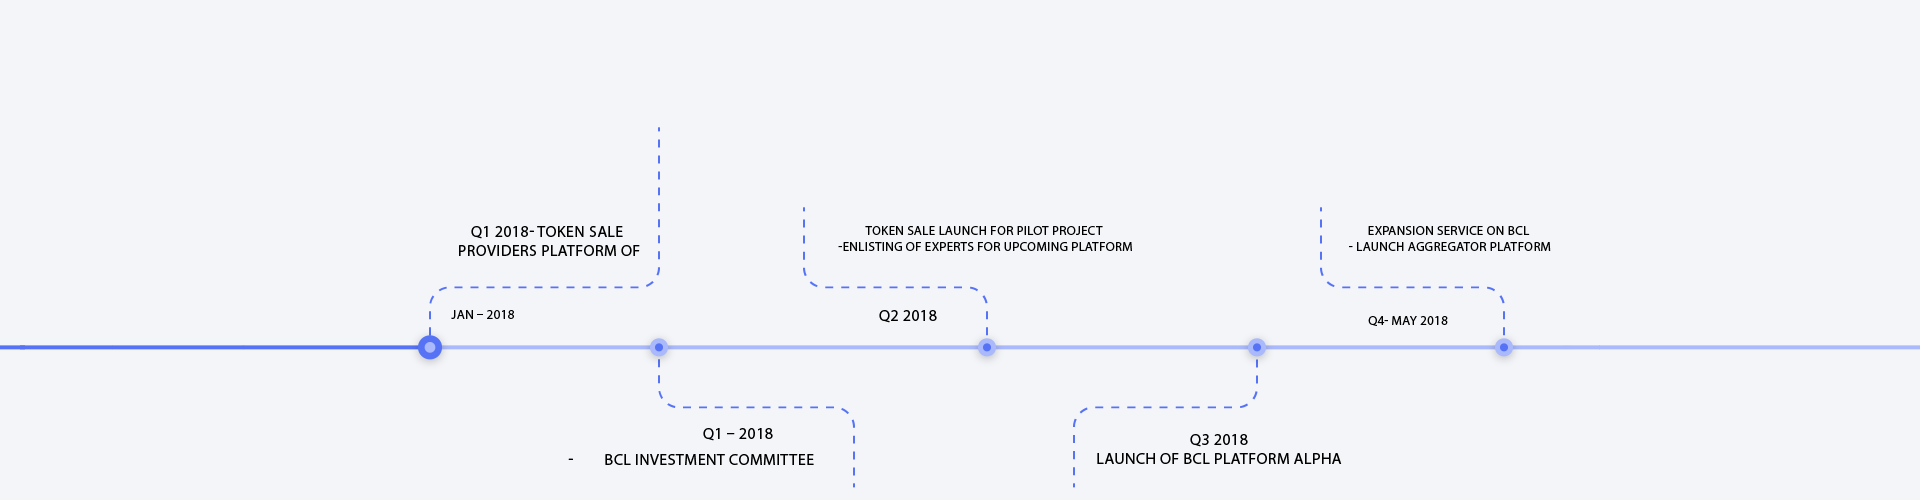 Q1 2018- TOKEN SALE
PROVIDERS PLATFORM OF
JAN – 2018
Q1 – 2018
- BCL INVESTMENT COMMITTEE
TOKEN SALE LAUNCH FOR PILOT PROJECT
-ENLISTING OF EXPERTS FOR UPCOMING PLATFORM
Q2 2018
Q3 2018
LAUNCH OF BCL PLATFORM ALPHA
EXPANSION SERVICE ON BCL
- LAUNCH AGGREGATOR PLATFORM
Q4- MAY 2018